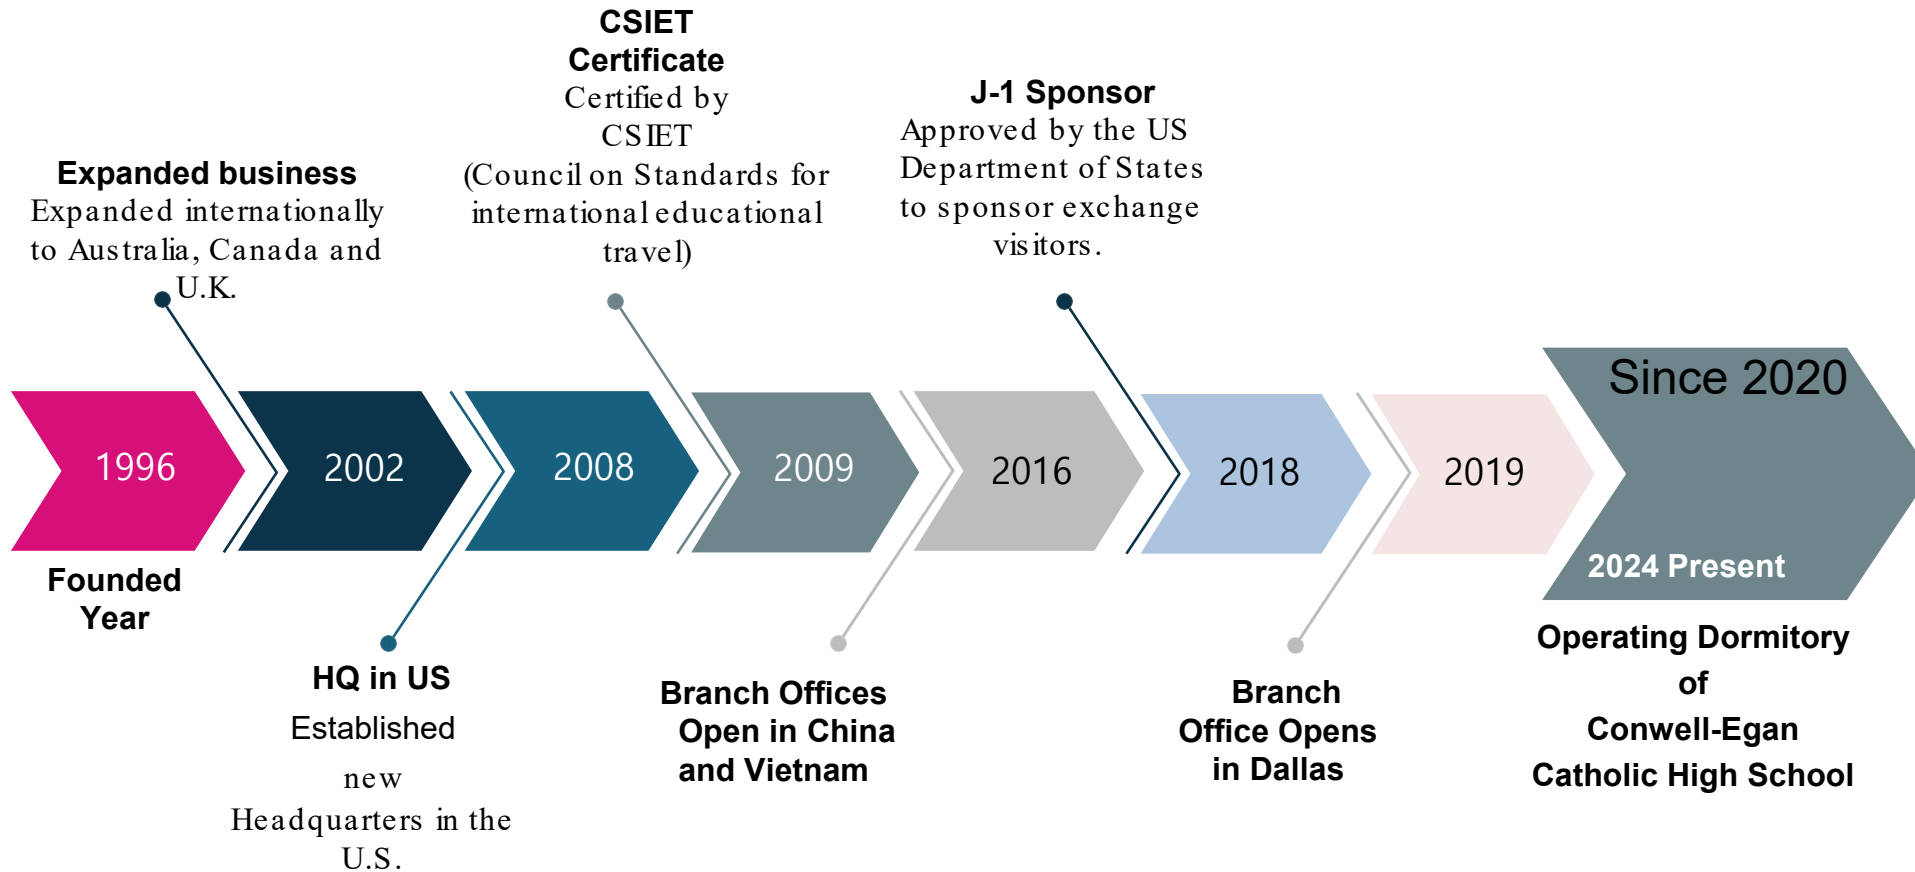 CSIET
Certificate
Certified by
CSIET
(Council on Standards for
international educational
travel)
J-1 Sponsor
Approved by the US
Department of States
to sponsor exchange
visitors.
Expanded business
Expanded internationally
to Australia, Canada and
U.K.
1996
2002
2008
2009
2016
2018
2019
Since 2020
2024 Present
Founded
Year
HQ in US
Established
new
Headquarters in the
U.S.
Branch Offices
Open in China
and Vietnam
Branch
Office Opens
in Dallas
Operating Dormitory
of
Conwell-Egan
Catholic High School